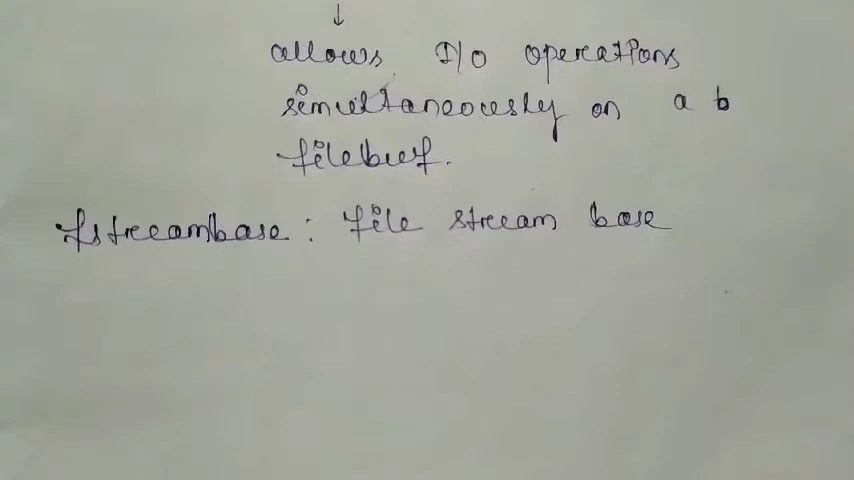 ↓
allows I/O operations
simultaneously on a b
filebuf.
fstreambase: file stream base